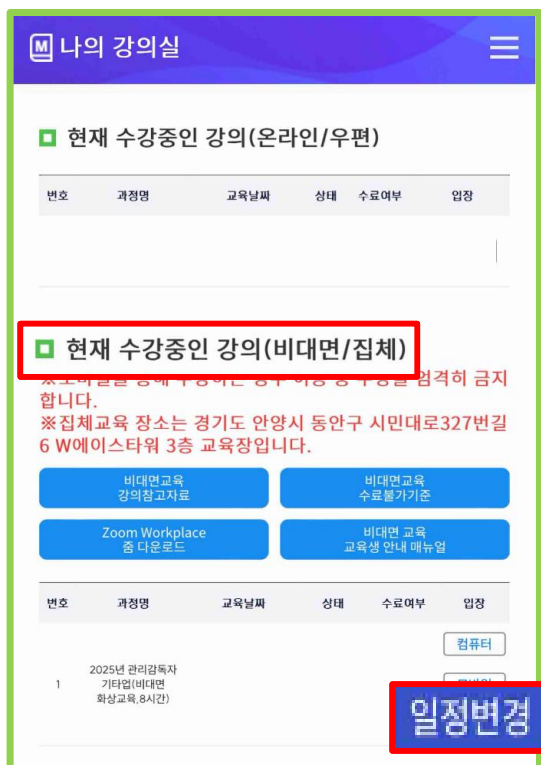 M 나의 강의실
현재 수강중인 강의(온라인/우편)
번호 과정명 교육날짜 상태 수료여부 입장
현재 수강중인 강의(비대면/집체)
엄격히 금지
합니다.
※집체교육 장소는 경기도 안양시 동안구 시민대로327번길
6 W에이스타워 3층 교육장입니다.
비대면교육
강의참고자료
비대면교육
수료불가기준
Zoom Workplace
줌 다운로드
비대면 교육
교육생 안내 매뉴얼
번호 과정명 교육날짜 상태 수료여부 입장
컴퓨터
2025년 관리감독자
1 기타업(비대면
화상교육,8시간)
일정변경